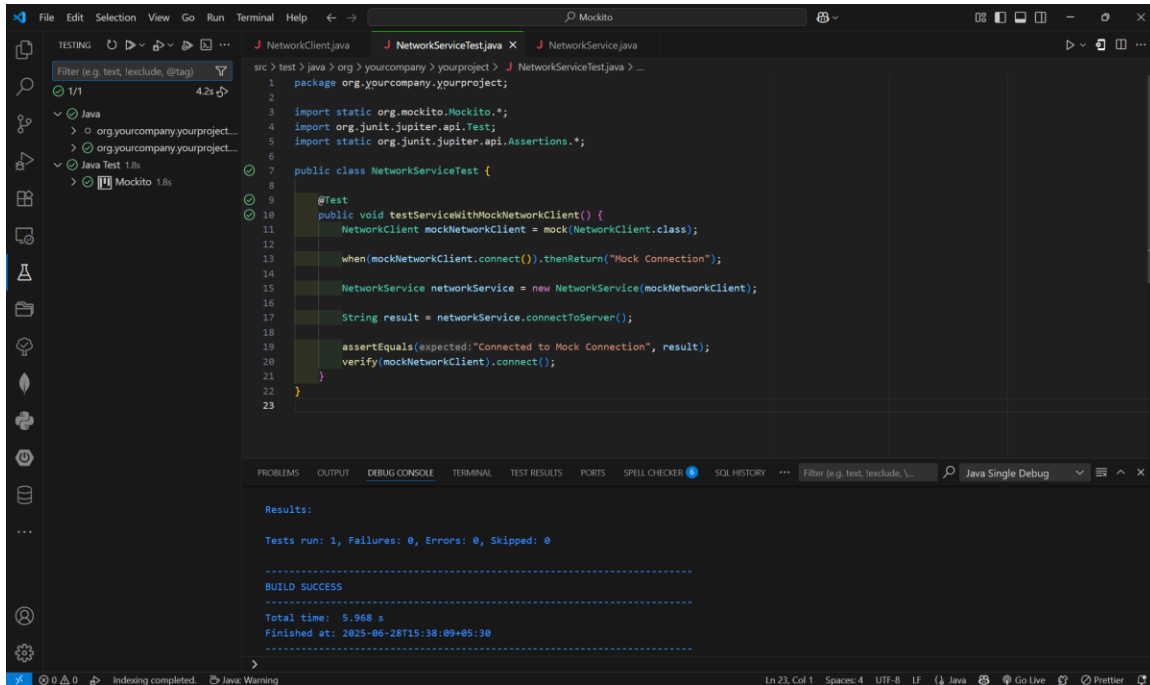 File Edit Selection View Go Run Terminal Help
Mockito
TESTING
Filter (e.g. text, !exclude, @tag)
1/1 4.2s
Java
org.yourcompany.yourproject....
org.yourcompany.yourproject....
Java Test 1.8s
Mockito 1.8s
J NetworkClient.java J NetworkServiceTest.java J NetworkService.java
src > test > java > org > yourcompany > yourproject > J NetworkServiceTest.java > ...
1 package org.yourcompany.yourproject;
2
3 import static org.mockito.Mockito.*;
4 import org.junit.jupiter.api.Test;
5 import static org.junit.jupiter.api.Assertions.*;
6
7 public class NetworkServiceTest {
8
9 @Test
10 public void testServiceWithMockNetworkClient() {
11 NetworkClient mockNetworkClient = mock(NetworkClient.class);
12
13 when(mockNetworkClient.connect()).thenReturn("Mock Connection");
14
15 NetworkService networkService = new NetworkService(mockNetworkClient);
16
17 String result = networkService.connectToServer();
18
19 assertEquals(expected:"Connected to Mock Connection", result);
20 verify(mockNetworkClient).connect();
21 }
22 }
23
PROBLEMS OUTPUT DEBUG CONSOLE TERMINAL TEST RESULTS PORTS SPELL CHECKER 6 SQL HISTORY ... Filter (e.g. text, !exclude, \... Java Single Debug
Results:
Tests run: 1, Failures: 0, Errors: 0, Skipped: 0
------------------------------------------------------------------------
BUILD SUCCESS
------------------------------------------------------------------------
Total time: 5.968 s
Finished at: 2025-06-28T15:38:09+05:30
------------------------------------------------------------------------
>
0 0 Indexing completed. Java: Warning Ln 23, Col 1 Spaces: 4 UTF-8 LF {} Java Go Live Prettier